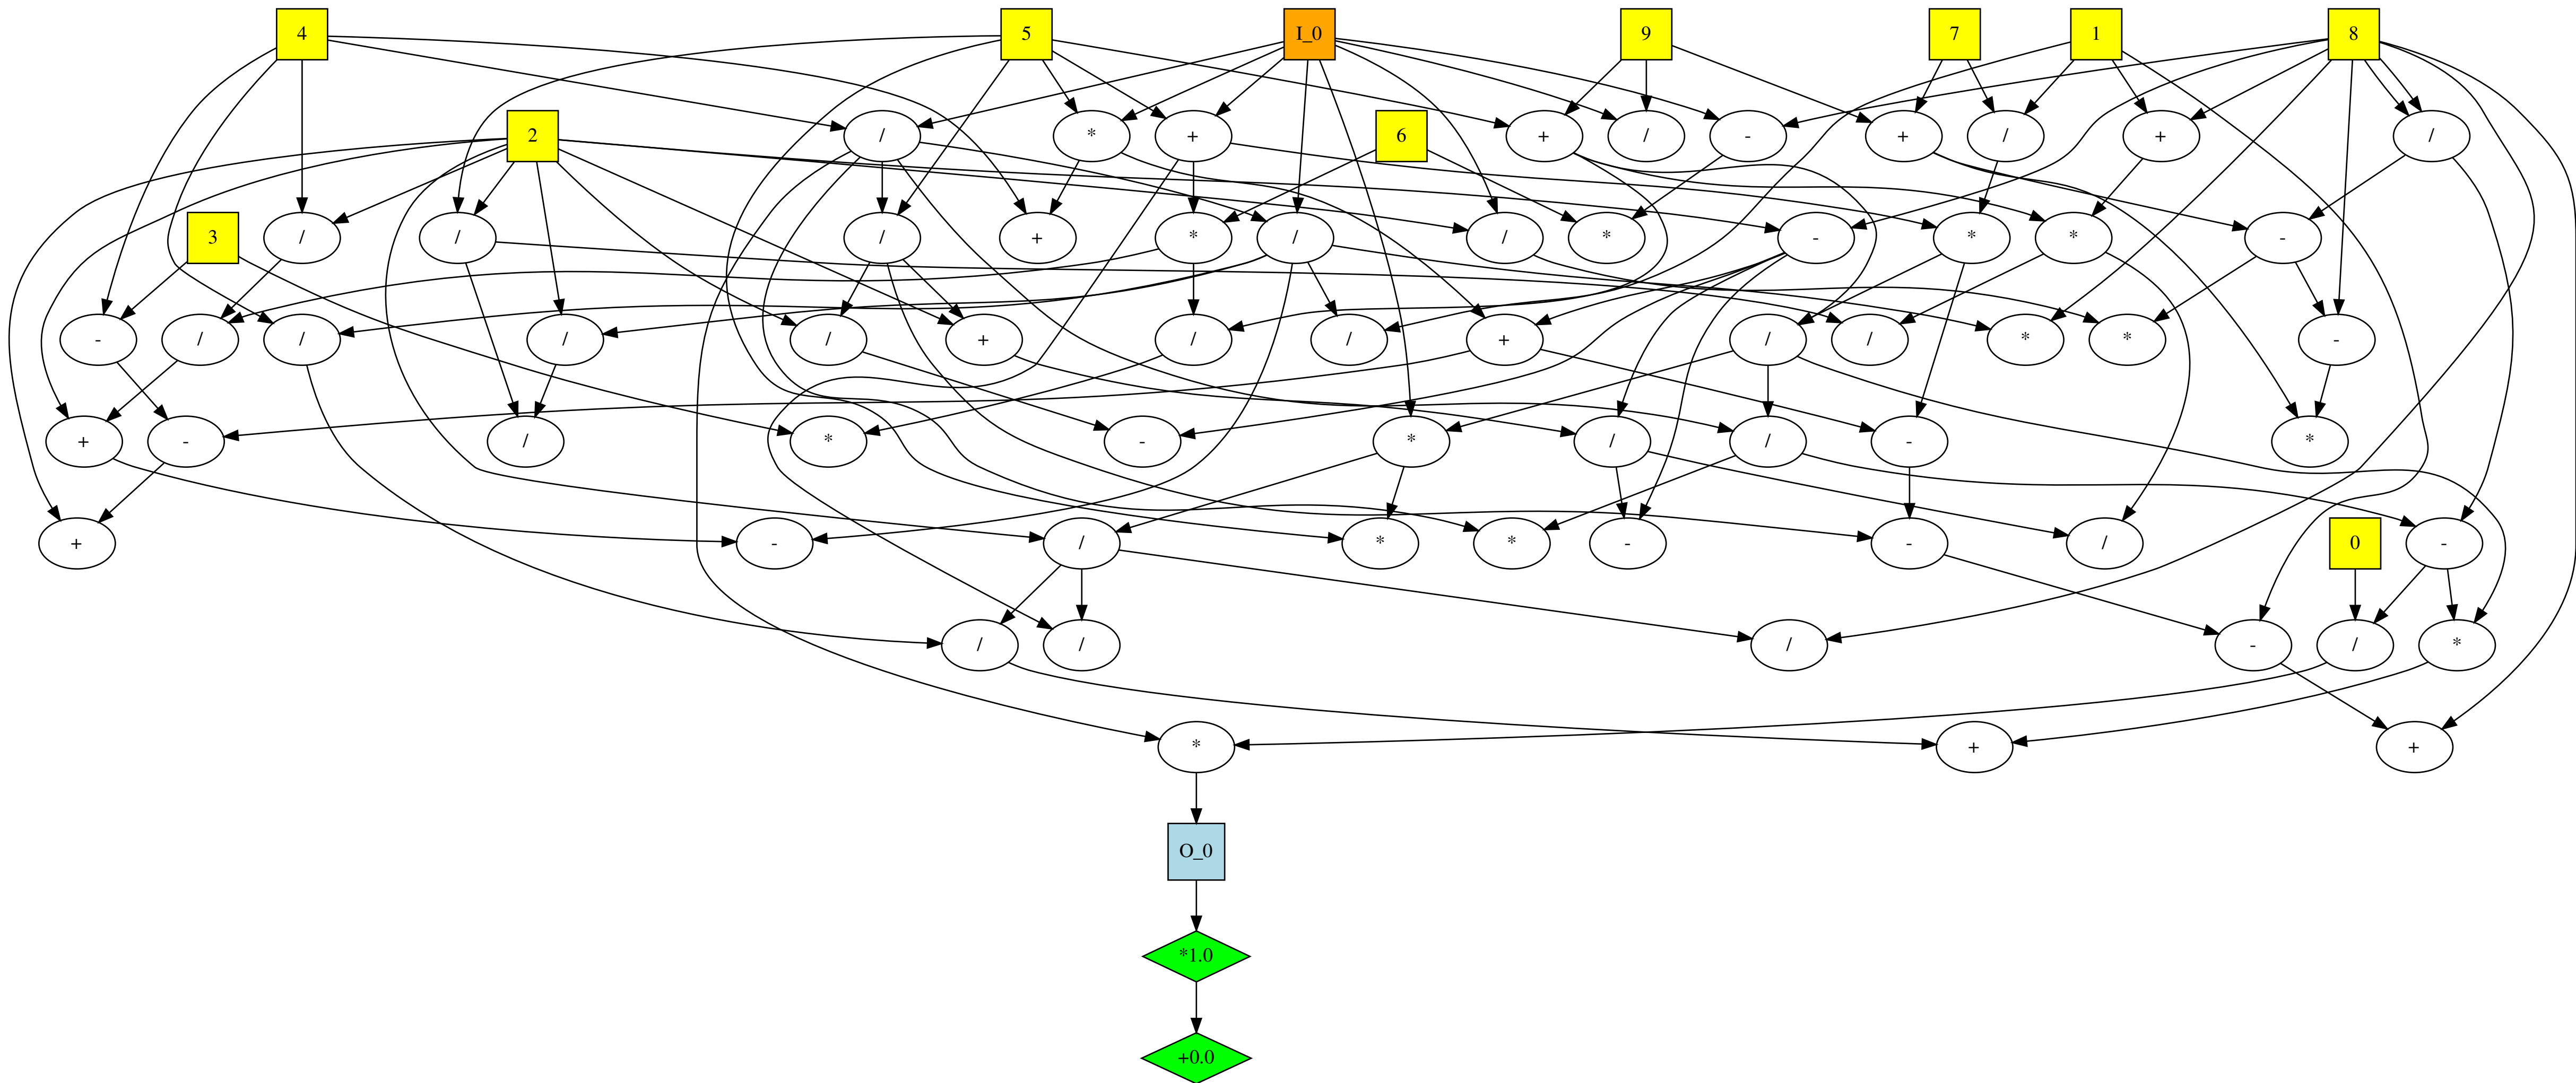 4 5 I_0 9 7 1 8
2 / * + 6 + / - + / + /
3 / / / + * / / * - * * -
- / / / / + / / + / / * * -
+ - / * - * / / - *
+ - / * * - - / 0 -
/ / / - / *
* + +
O_0
*1.0
+0.0